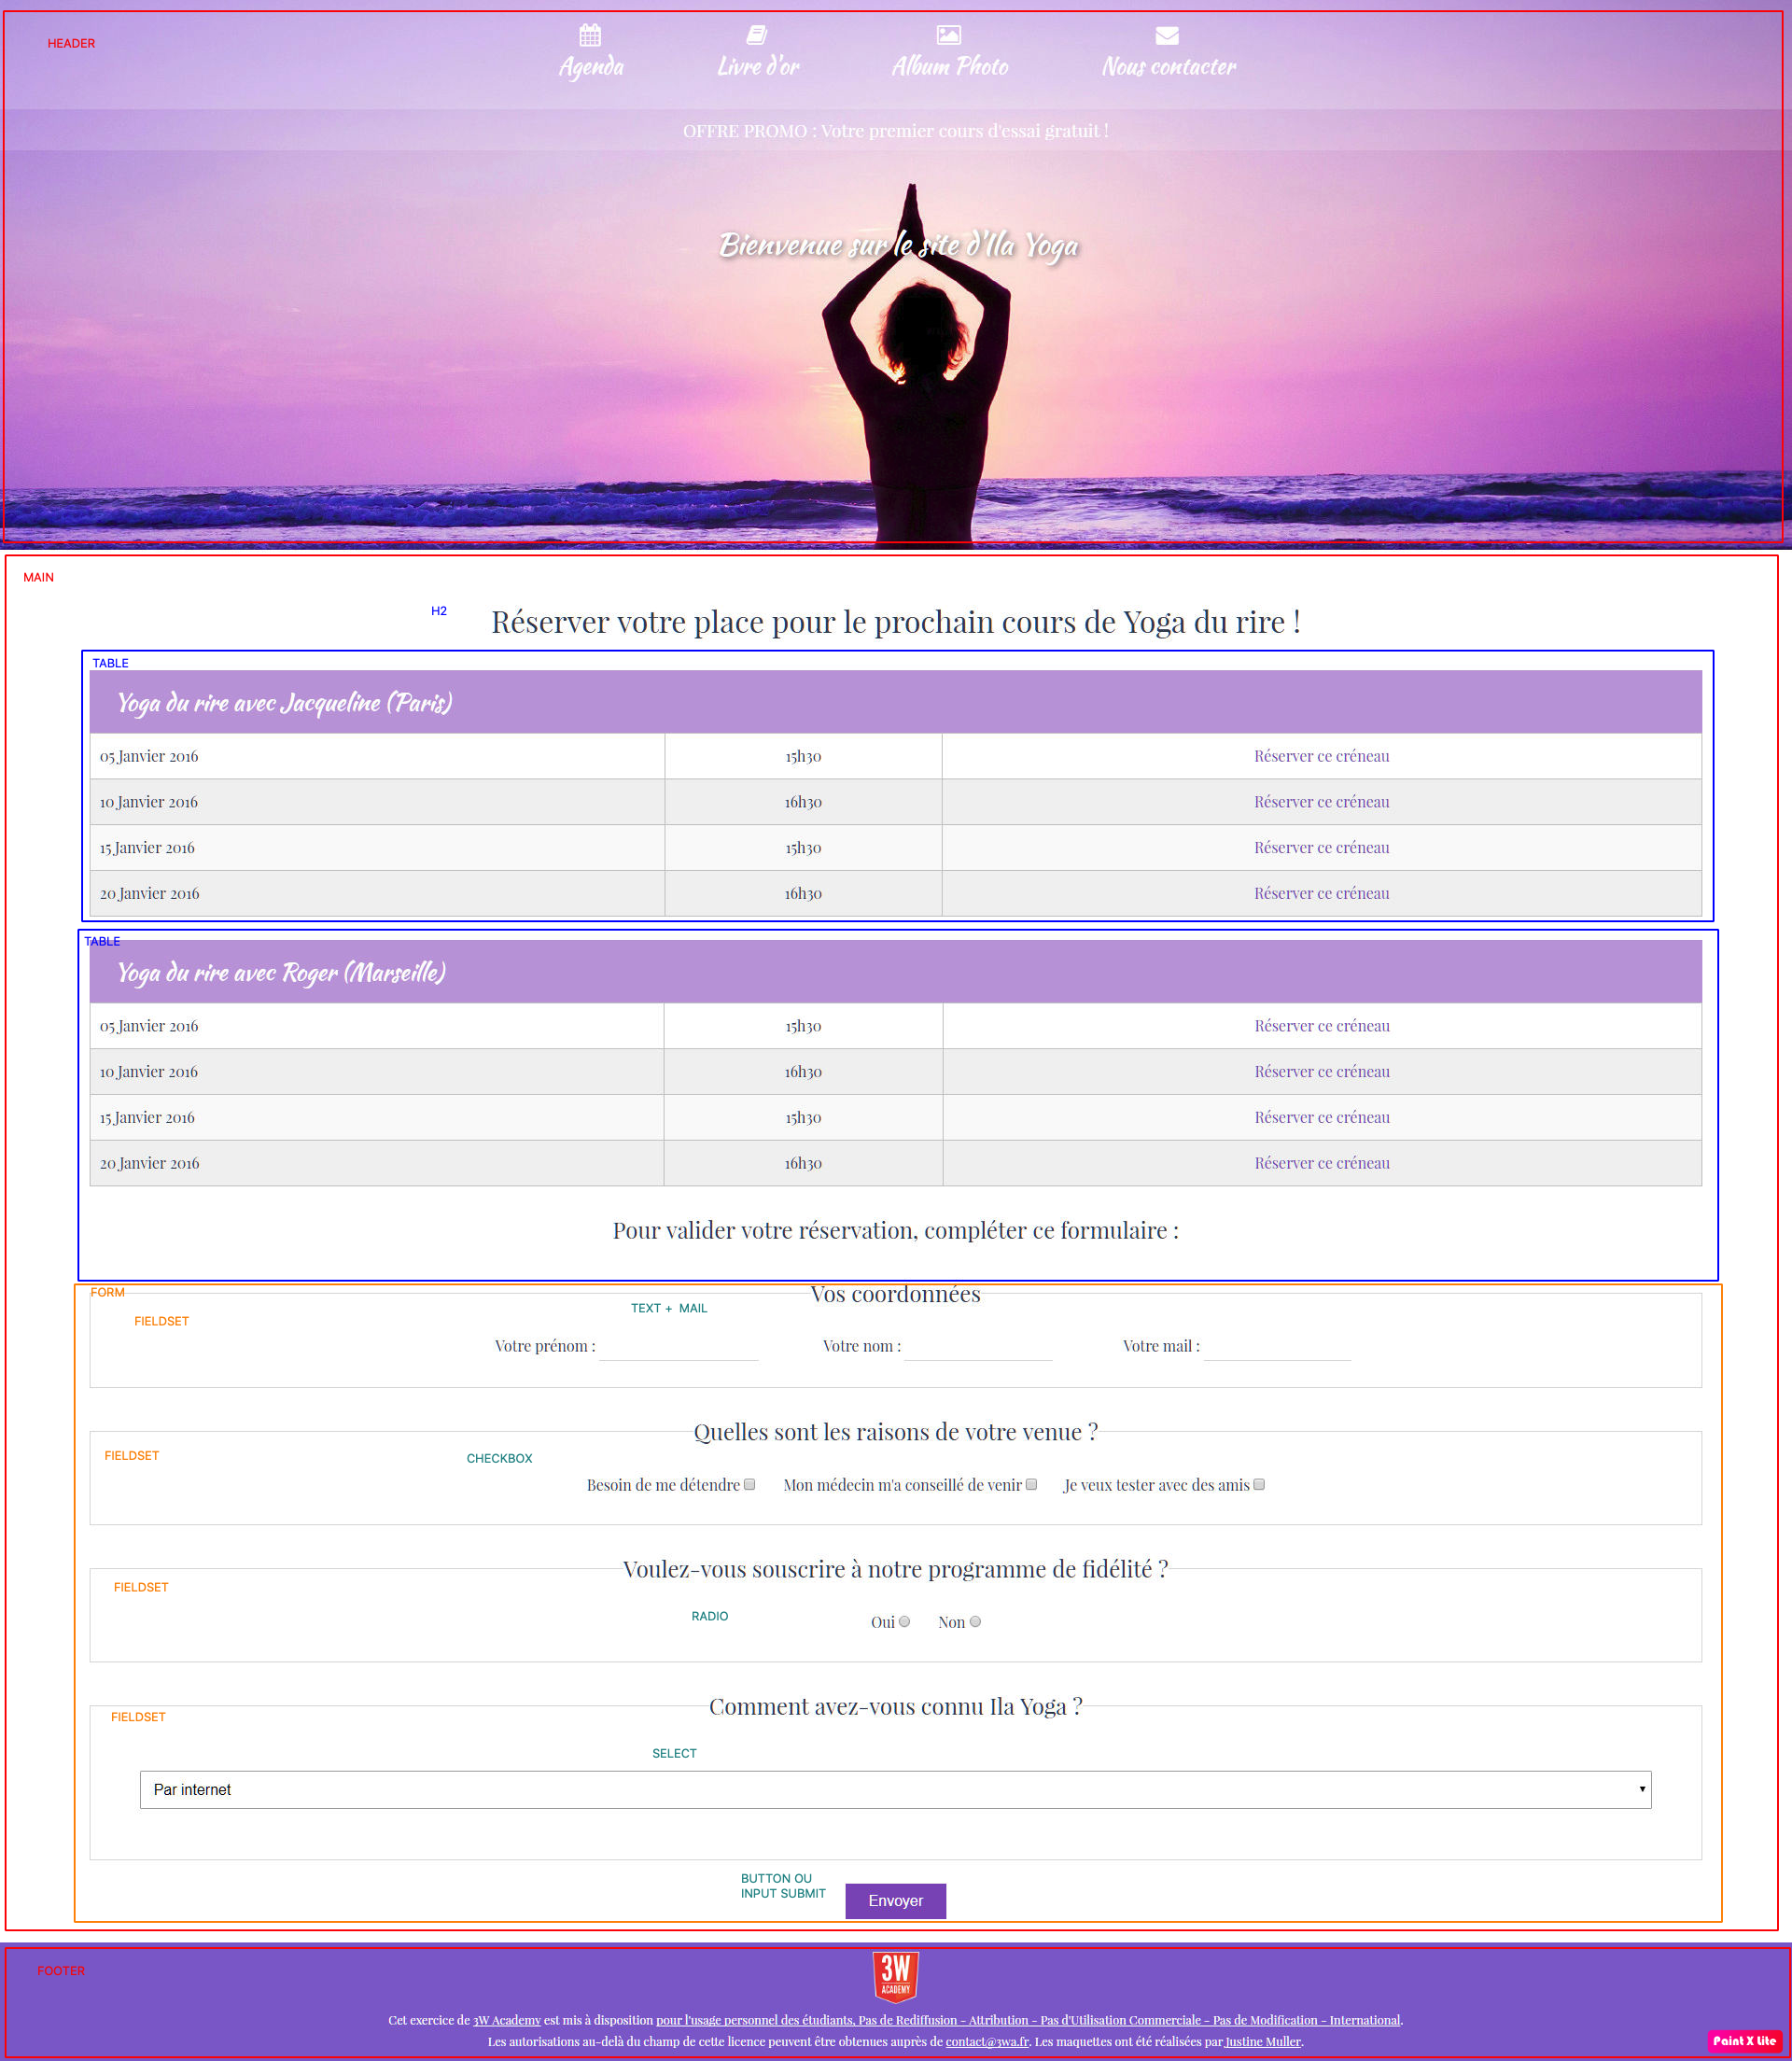 HEADER
Agenda
Livre d'or
Album Photo
Nous contacter
OFFRE PROMO : Votre premier cours d'essai gratuit !
Bienvenue sur le site d'Ila Yoga
MAIN
H2
Réserver votre place pour le prochain cours de Yoga du rire !
TABLE
Yoga du rire avec Jacqueline (Paris)
05 Janvier 2016 15h30 Réserver ce créneau
10 Janvier 2016 16h30 Réserver ce créneau
15 Janvier 2016 15h30 Réserver ce créneau
20 Janvier 2016 16h30 Réserver ce créneau
TABLE
Yoga du rire avec Roger (Marseille)
05 Janvier 2016 15h30 Réserver ce créneau
10 Janvier 2016 16h30 Réserver ce créneau
15 Janvier 2016 15h30 Réserver ce créneau
20 Janvier 2016 16h30 Réserver ce créneau
Pour valider votre réservation, compléter ce formulaire :
FORM
Vos coordonnées
FIELDSET
TEXT + MAIL
Votre prénom :
Votre nom :
Votre mail :
Quelles sont les raisons de votre venue ?
FIELDSET
CHECKBOX
Besoin de me détendre
Mon médecin m'a conseillé de venir
Je veux tester avec des amis
Voulez-vous souscrire à notre programme de fidélité ?
FIELDSET
RADIO
Oui
Non
Comment avez-vous connu Ila Yoga ?
FIELDSET
SELECT
Par internet
BUTTON OU
INPUT SUBMIT
Envoyer
FOOTER
3W
ACADEMY
Cet exercice de 3W Academy est mis à disposition pour l'usage personnel des étudiants, Pas de Rediffusion - Attribution - Pas d'Utilisation Commerciale - Pas de Modification - International.
Les autorisations au-delà du champ de cette licence peuvent être obtenues auprès de contact@3wa.fr. Les maquettes ont été réalisées par Justine Muller.
Paint X Lite